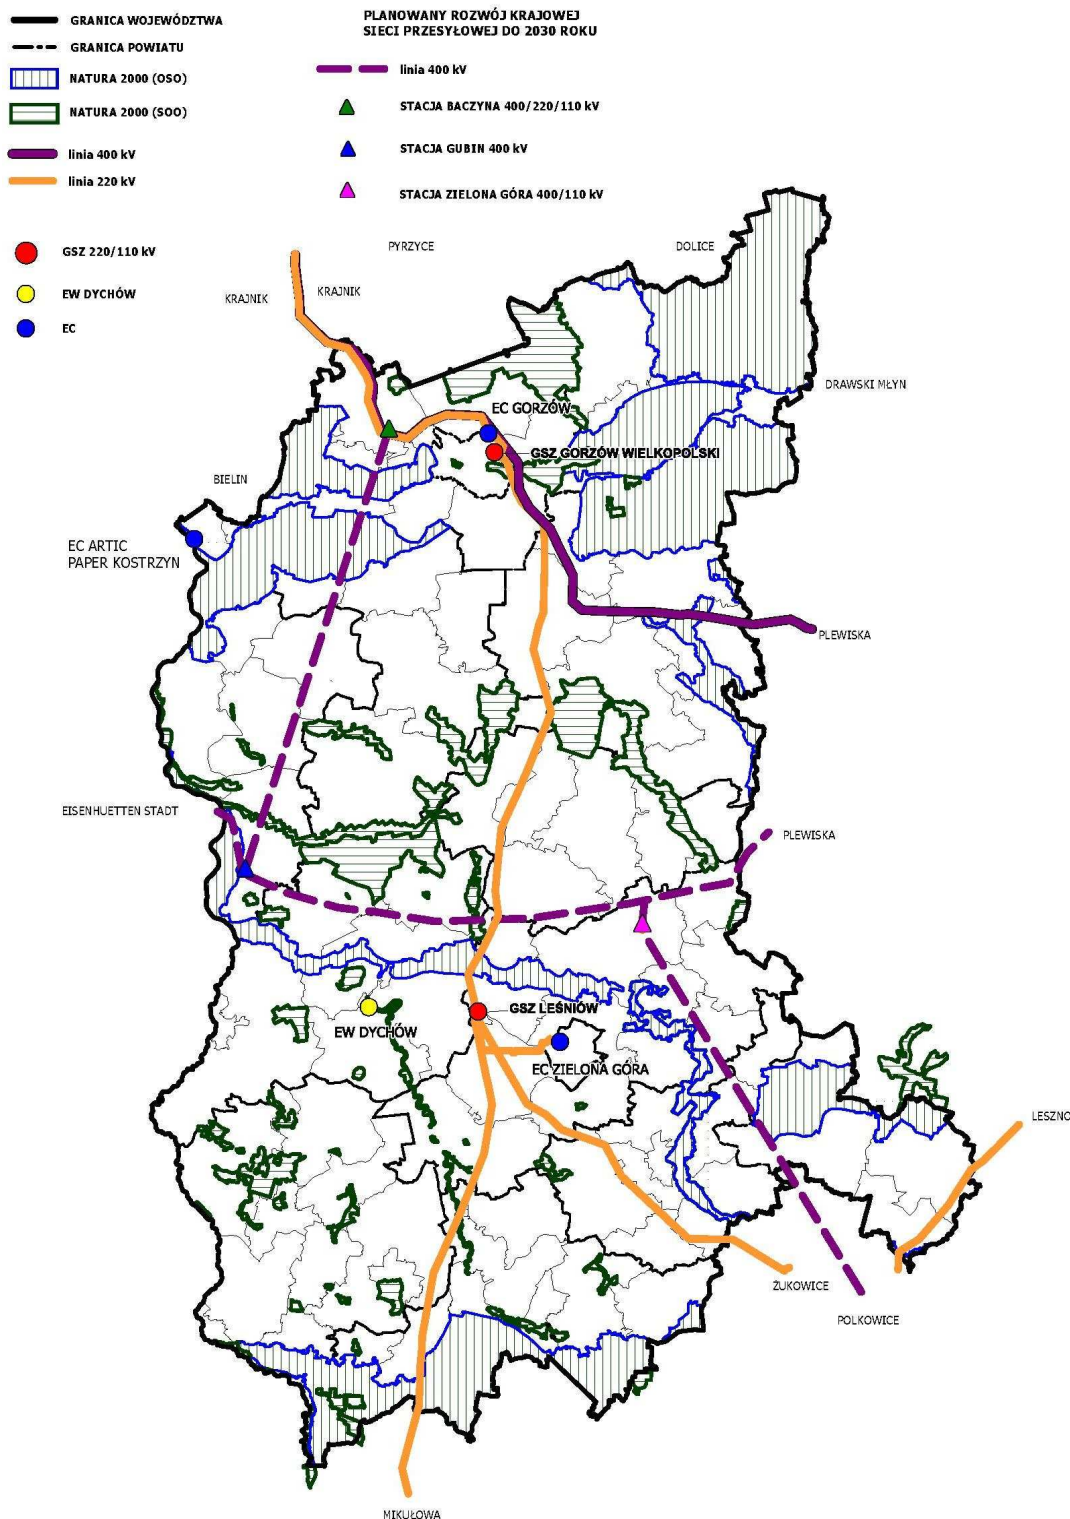 GRANICA WOJEWÓDZTWA
GRANICA POWIATU
NATURA 2000 (OSO)
NATURA 2000 (SOO)
linia 400 kV
linia 220 kV
GSZ 220/110 kV
EW DYCHÓW
EC
PLANOWANY ROZWÓJ KRAJOWEJ
SIECI PRZESYŁOWEJ DO 2030 ROKU
linia 400 kV
STACJA BACZYNA 400/220/110 kV
STACJA GUBIN 400 kV
STACJA ZIELONA GÓRA 400/110 kV
PYRZYCE
DOLICE
KRAJNIK
KRAJNIK
DRAWSKI MŁYN
EC GORZÓW
GSZ GORZÓW WIELKOPOLSKI
BIELIN
EC ARTIC
PAPER KOSTRZYN
PLEWISKA
EISENHUETTEN STADT
PLEWISKA
GSZ LEŚNIÓW
EW DYCHÓW
EC ZIELONA GÓRA
LESZNO
ŻUKOWICE
POLKOWICE
MIKUŁOWA